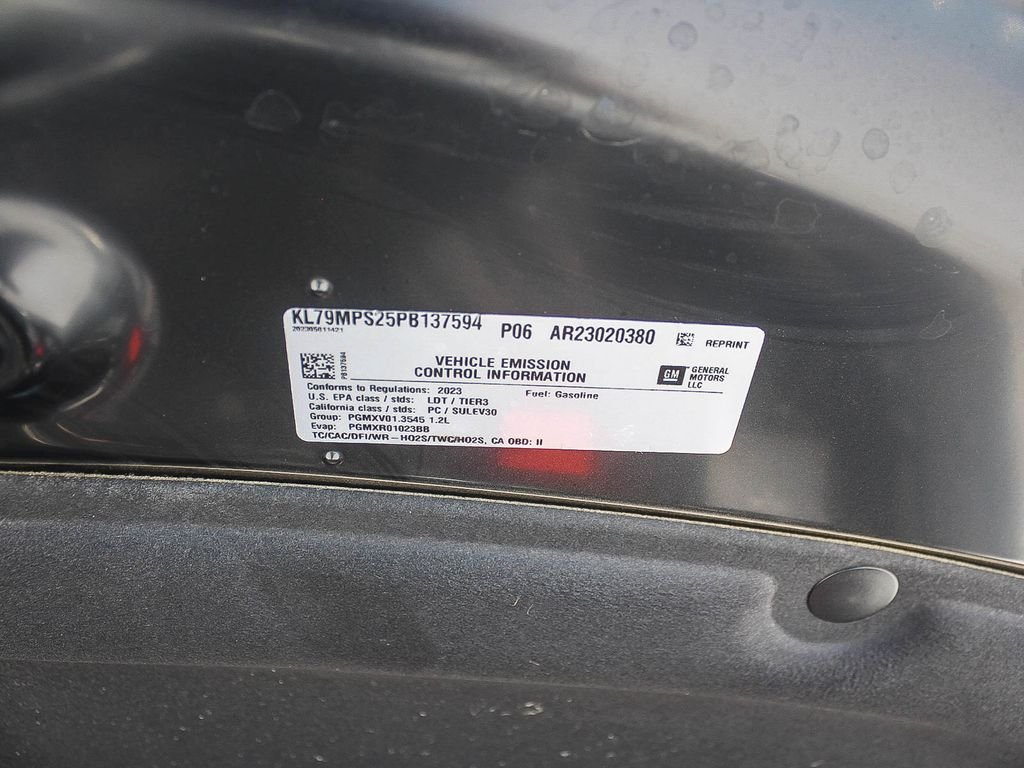 KL79MPS25PB137594 P06 AR23020380 REPRINT
202305011421
PB137594
VEHICLE EMISSION
CONTROL INFORMATION
GM GENERAL
MOTORS
LLC
Conforms to Regulations: 2023 Fuel: Gasoline
U.S. EPA class / stds: LDT / TIER3
California class / stds: PC / SULEV30
Group: PGMXV01.3545 1.2L
Evap: PGMXR01023BB
TC/CAC/DFI/WR-HO2S/TWC/HO2S, CA OBD: II